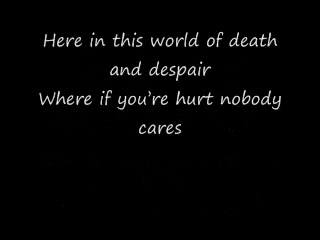 Here in this world of death
and despair
Where if you're hurt nobody
cares